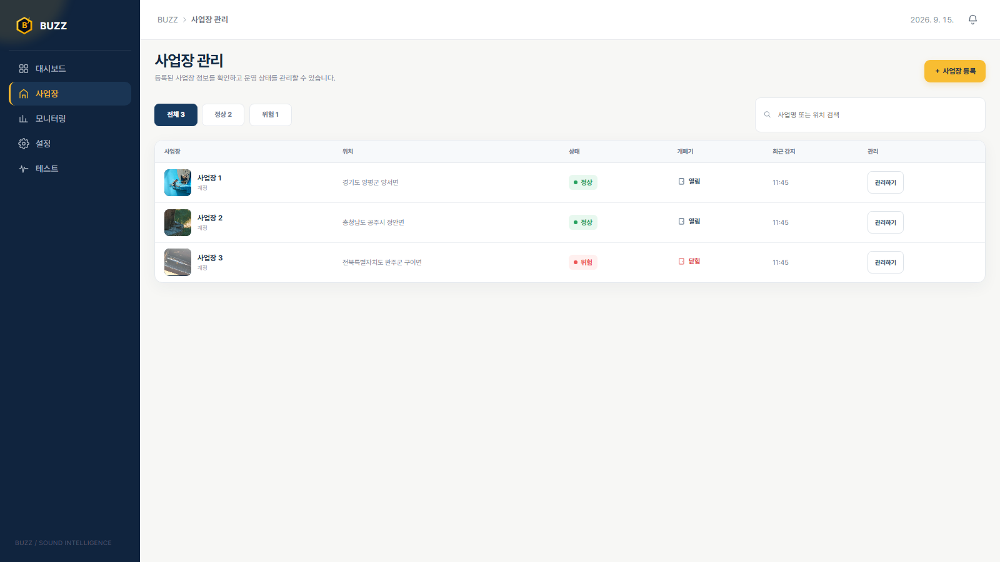 BUZZ
대시보드
사업장
모니터링
설정
테스트
BUZZ / SOUND INTELLIGENCE
BUZZ > 사업장 관리
2026. 9. 15.
사업장 관리
등록된 사업장 정보를 확인하고 운영 상태를 관리할 수 있습니다.
+ 사업장 등록
전체 3
정상 2
위험 1
사업명 또는 위치 검색
사업장 위치 상태 개폐기 최근 감지 관리
사업장 1
계정
경기도 양평군 양서면
정상
열림
11:45
관리하기
사업장 2
계정
충청남도 공주시 정안면
정상
열림
11:45
관리하기
사업장 3
계정
전북특별자치도 완주군 구이면
위험
닫힘
11:45
관리하기